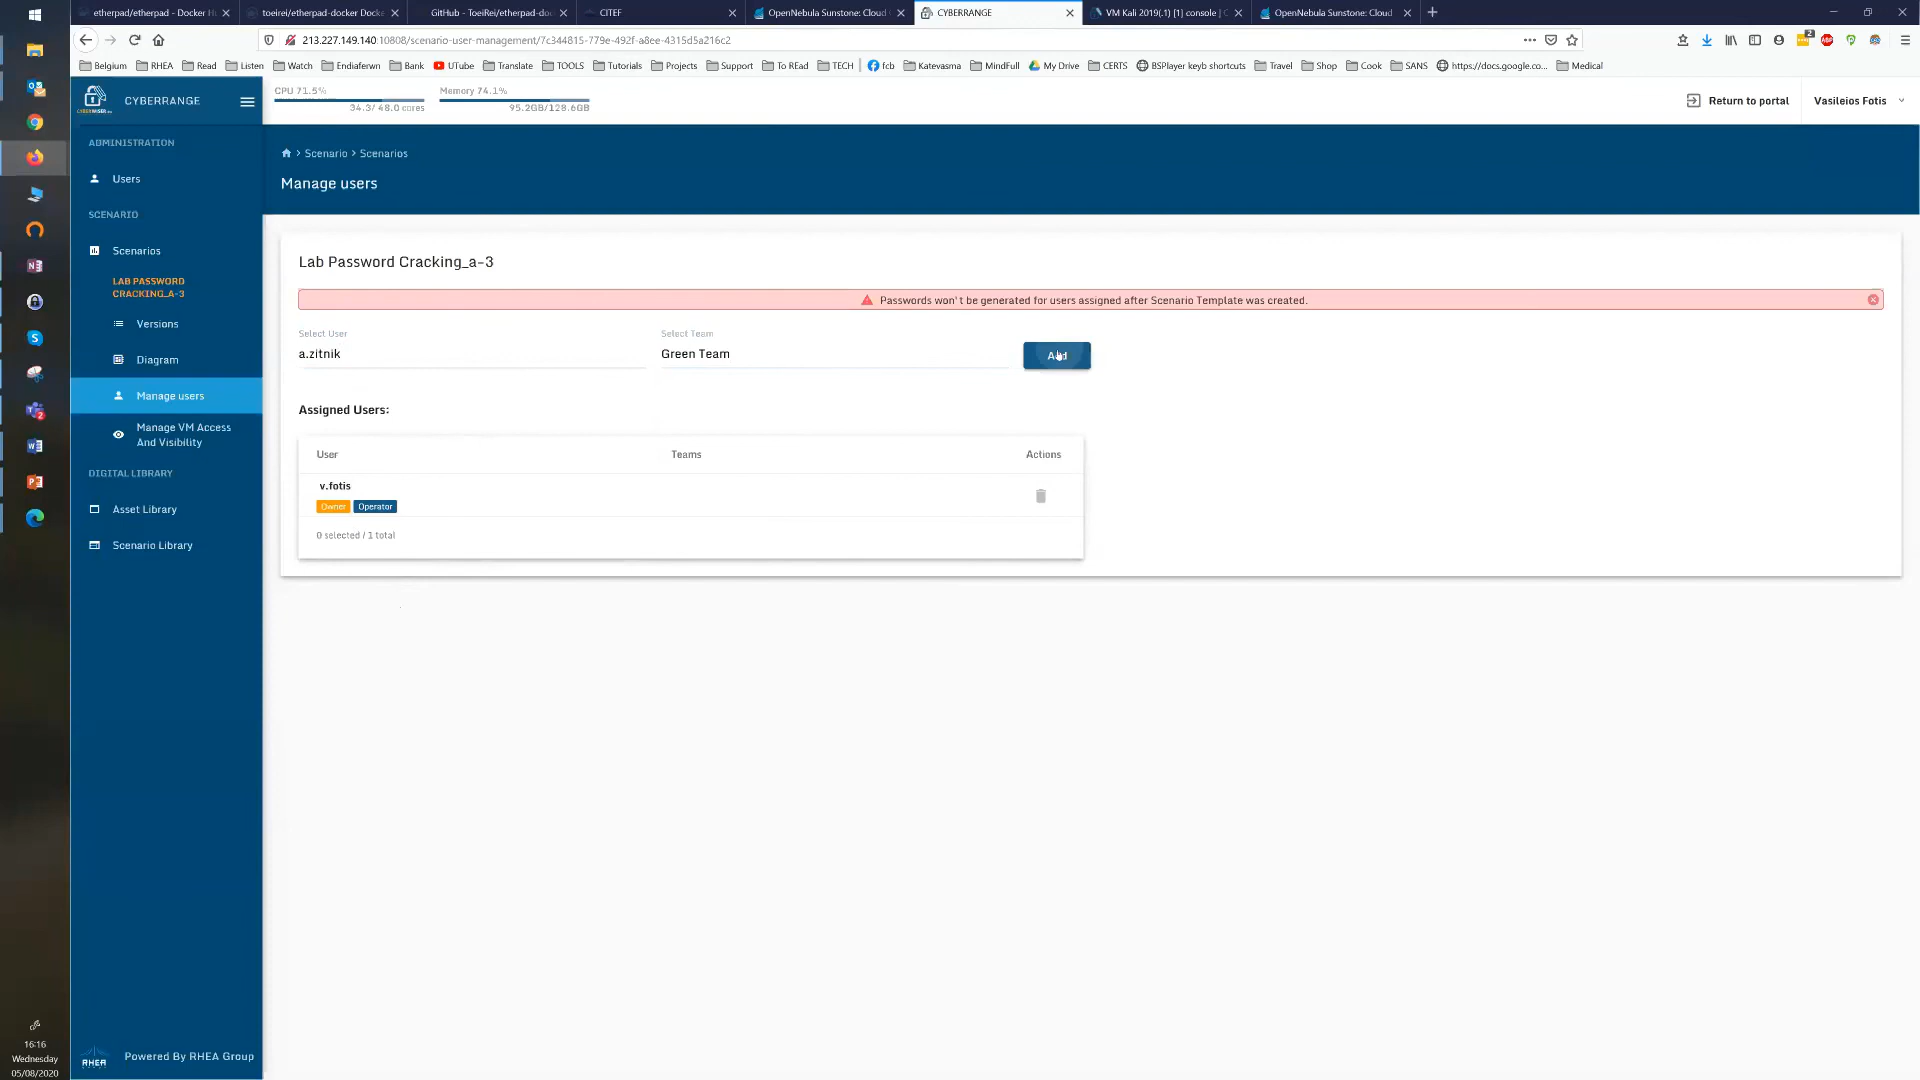 etherpad/etherpad - Docker H
toeirei/etherpad-docker Docke
GitHub - ToeiRei/etherpad-doc
CITEF
OpenNebula Sunstone: Cloud
CYBERRANGE
VM Kali 2019(.1) [1] console | C
OpenNebula Sunstone: Cloud
213.227.149.140:10808/scenario-user-management/7c344815-779e-492f-a8ee-4315d5a216c2
2
Belgium RHEA Read Listen Watch Endiaferwn Bank UTube Translate TOOLS Tutorials Projects Support To REad TECH fcb Katevasma MindFull My Drive CERTS BSPlayer keyb shortcuts Travel Shop Cook SANS https://docs.google.co... Medical
CYBERRANGE
CPU 71.5%
34.3/ 48.0 cores
Memory 74.1%
95.2GB/128.6GB
Return to portal
Vasileios Fotis
ADMINISTRATION
Users
SCENARIO
Scenarios
LAB PASSWORD
CRACKING_A-3
Versions
Diagram
Manage users
Manage VM Access
And Visibility
DIGITAL LIBRARY
Asset Library
Scenario Library
Scenario > Scenarios
Manage users
Lab Password Cracking_a-3
Passwords won't be generated for users assigned after Scenario Template was created.
Select User
a.zitnik
Select Team
Green Team
Add
Assigned Users:
User Teams Actions
v.fotis
Owner Operator
0 selected / 1 total
16:16
Wednesday
05/08/2020
RHEA
Powered By RHEA Group